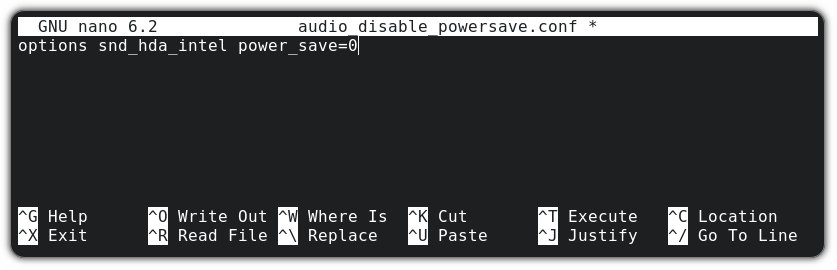 GNU nano 6.2 audio_disable_powersave.conf *
options snd_hda_intel power_save=0
^G Help ^O Write Out ^W Where Is ^K Cut ^T Execute ^C Location
^X Exit ^R Read File ^\ Replace ^U Paste ^J Justify ^/ Go To Line